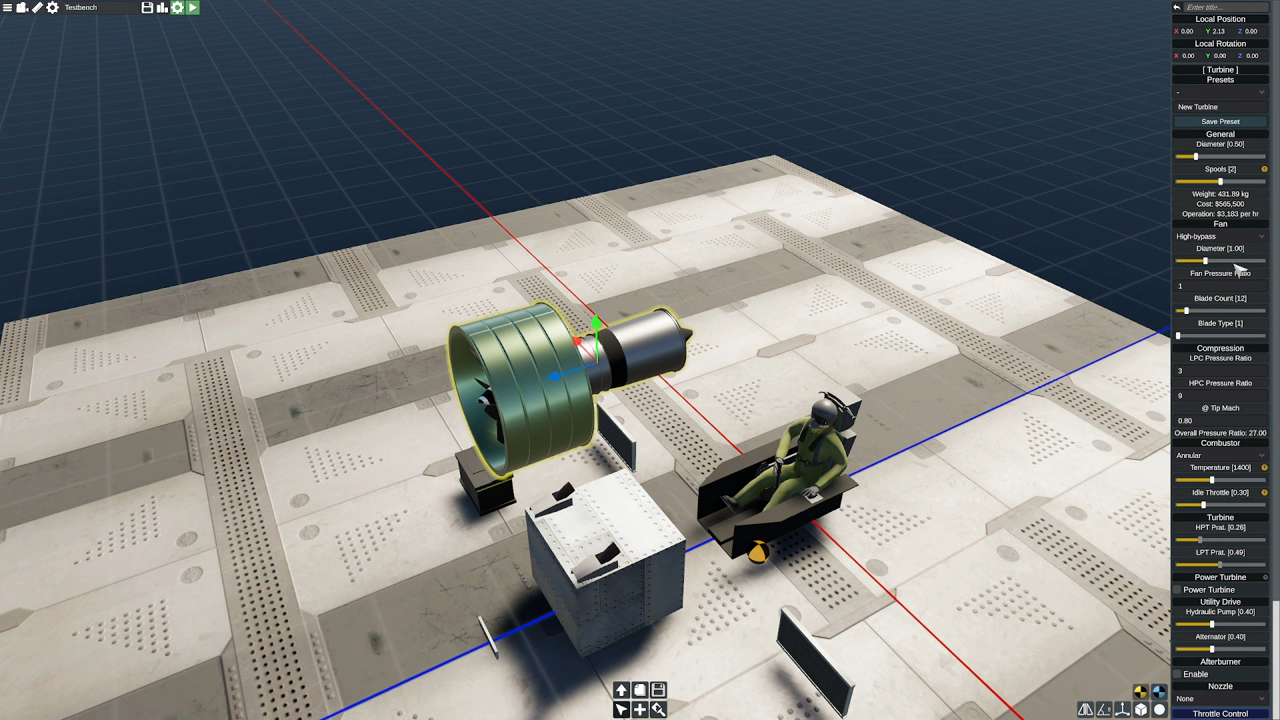 Testbench
Enter title...
Local Position
X 0.00 Y 2.13 Z 0.00
Local Rotation
X 0.00 Y 0.00 Z 0.00
[ Turbine ]
Presets
-
New Turbine
Save Preset
General
Diameter [0.50]
Spools [2]
Weight: 431.89 kg
Cost: $565,500
Operation: $3,183 per hr
Fan
High-bypass
Diameter [1.00]
Fan Pressure Ratio
1
Blade Count [12]
Blade Type [1]
Compression
LPC Pressure Ratio
3
HPC Pressure Ratio
9
@ Tip Mach
0.80
Overall Pressure Ratio: 27.00
Combustor
Annular
Temperature [1400]
Idle Throttle [0.30]
Turbine
HPT Prat. [0.26]
LPT Prat. [0.49]
Power Turbine
Power Turbine
Utility Drive
Hydraulic Pump [0.40]
Alternator [0.40]
Afterburner
Enable
Nozzle
None
Throttle Control